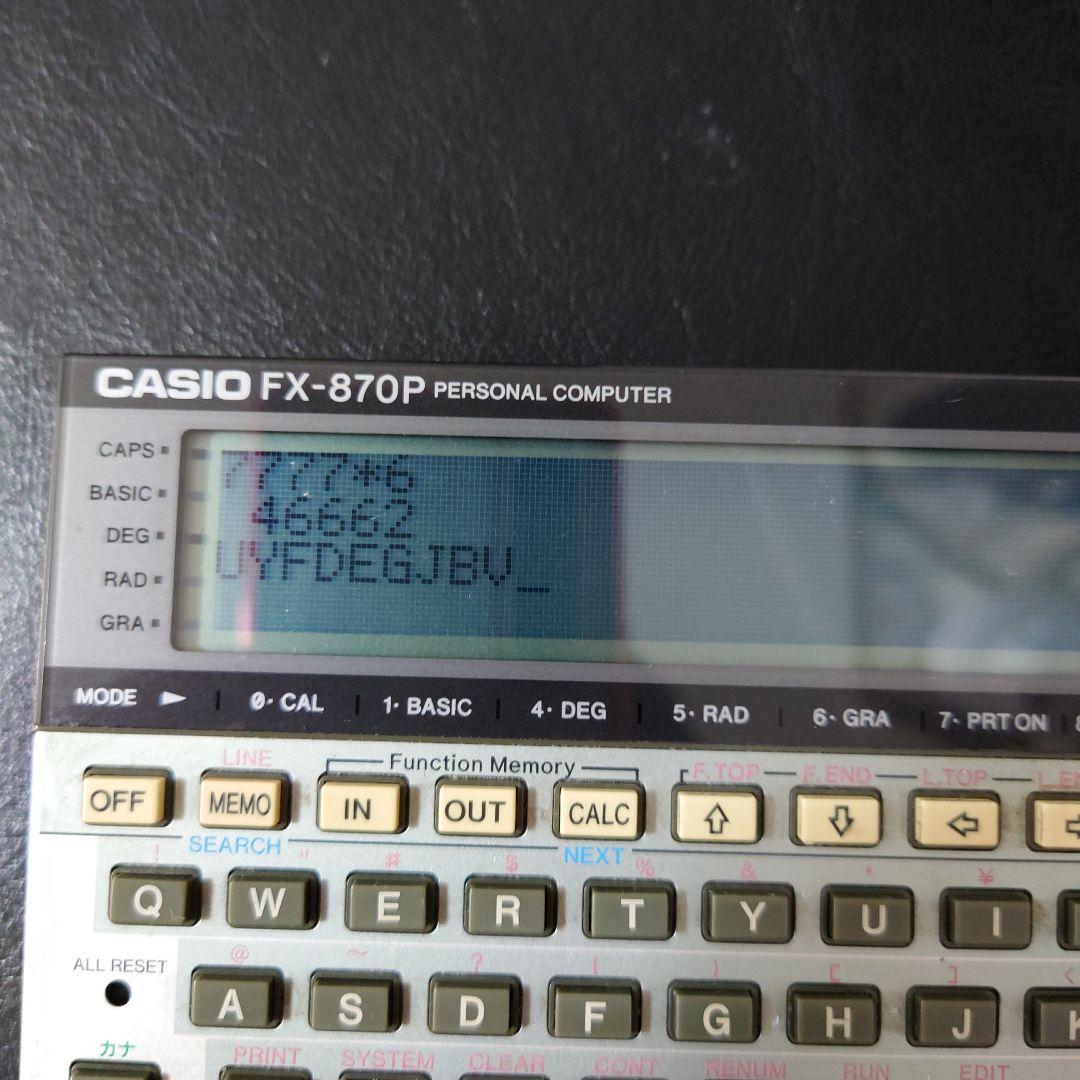 CASIO FX-870P PERSONAL COMPUTER
CAPS
BASIC
DEG
RAD
GRA
7777*6
46662
UYFDEGJBV_
MODE 0· CAL 1· BASIC 4· DEG 5· RAD 6· GRA 7· PRT ON 8
LINE Function Memory F.TOP F.END L.TOP L.EN
OFF MEMO IN OUT CALC ⇧ ⇩ ⇦
SEARCH NEXT
! " # $ % & ' ¥
Q W E R T Y U I
@ ~ ? ( ) [ ] <
ALL RESET
A S D F G H J K
カナ
PRINT SYSTEM CLEAR CONT RENUM RUN EDIT